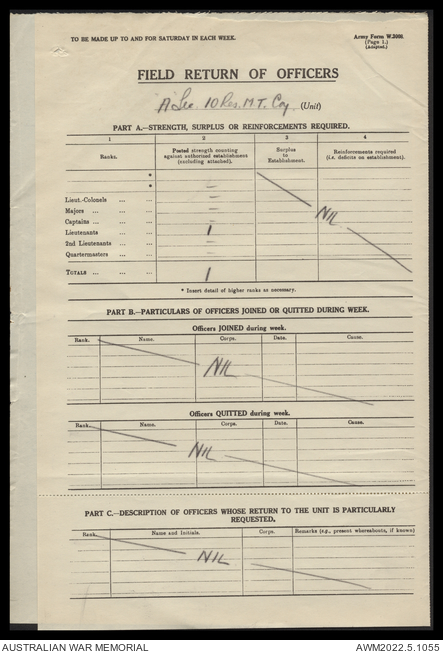 TO BE MADE UP TO AND FOR SATURDAY IN EACH WEEK.
Army Form W.3008.
(Page 1.)
(Adapted.)
FIELD RETURN OF OFFICERS
"A" Sec. 10 Res. M.T. Coy (Unit)
PART A.—STRENGTH, SURPLUS OR REINFORCEMENTS REQUIRED.
1 2 3 4
Ranks. Posted strength counting against authorised establishment (excluding attached). Surplus to Establishment. Reinforcements required (i.e. deficits on establishment).
* —
* —
Lieut.-Colonels ... ... —
Majors ... ... ... —
Captains ... ... ... —
Lieutenants ... ... 1
2nd Lieutenants ... ...
Quartermasters ... ... —
NIL
TOTALS ... ... ... 1
* Insert detail of higher ranks as necessary.
PART B.—PARTICULARS OF OFFICERS JOINED OR QUITTED DURING WEEK.
Officers JOINED during week.
Rank. Name. Corps. Date. Cause.
NIL
Officers QUITTED during week.
Rank. Name. Corps. Date. Cause.
NIL
PART C.—DESCRIPTION OF OFFICERS WHOSE RETURN TO THE UNIT IS PARTICULARLY
REQUESTED.
Rank. Name and Initials. Corps. Remarks (e.g., present whereabouts, if known)
NIL
AUSTRALIAN WAR MEMORIAL
AWM2022.5.1055